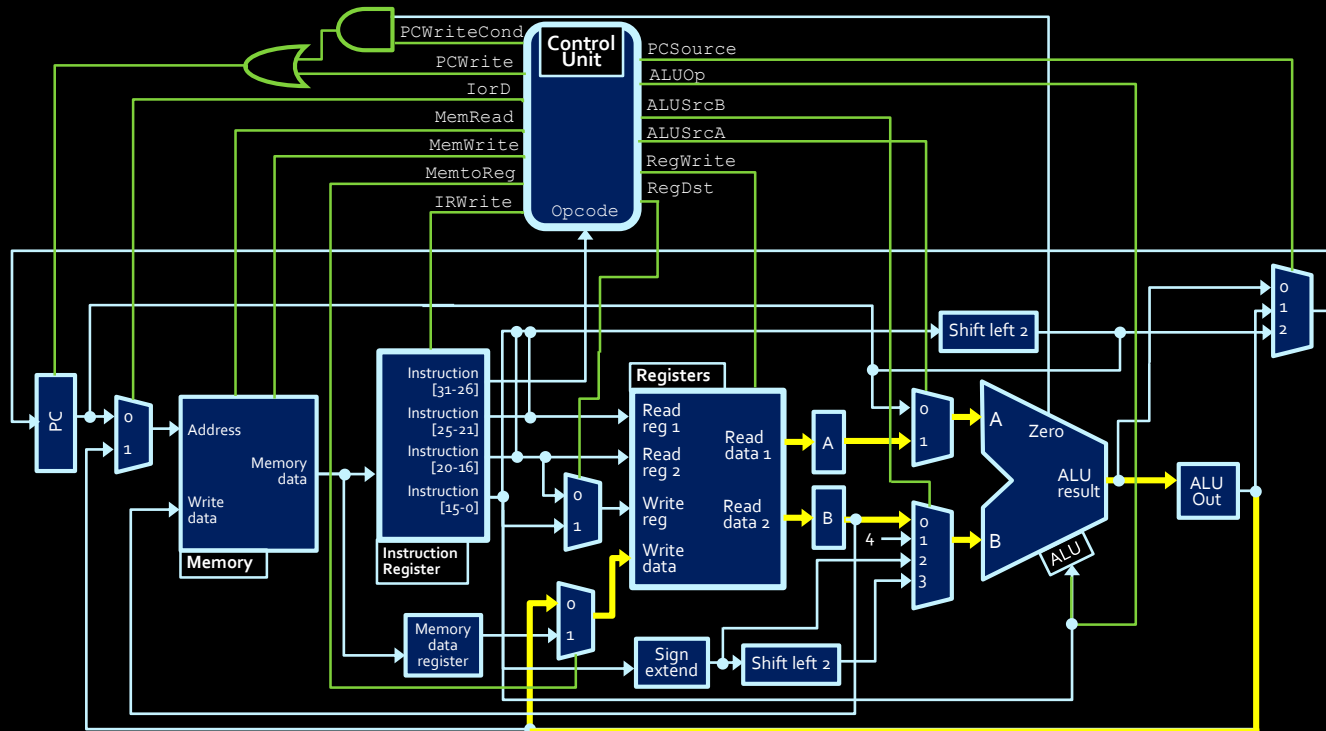 PCWriteCond
PCWrite
IorD
MemRead
MemWrite
MemtoReg
IRWrite
Control
Unit
Opcode
PCSource
ALUOp
ALUSrcB
ALUSrcA
RegWrite
RegDst
0
1
2
Shift left 2
PC
0
1
Address
Memory
data
Write
data
Memory
Instruction
[31-26]
Instruction
[25-21]
Instruction
[20-16]
Instruction
[15-0]
Instruction
Register
Memory
data
register
0
1
0
1
Registers
Read
reg 1
Read
reg 2
Write
reg
Write
data
Read
data 1
Read
data 2
A
B
Sign
extend
Shift left 2
0
1
4
0
1
2
3
A
B
Zero
ALU
result
ALU
ALU
Out